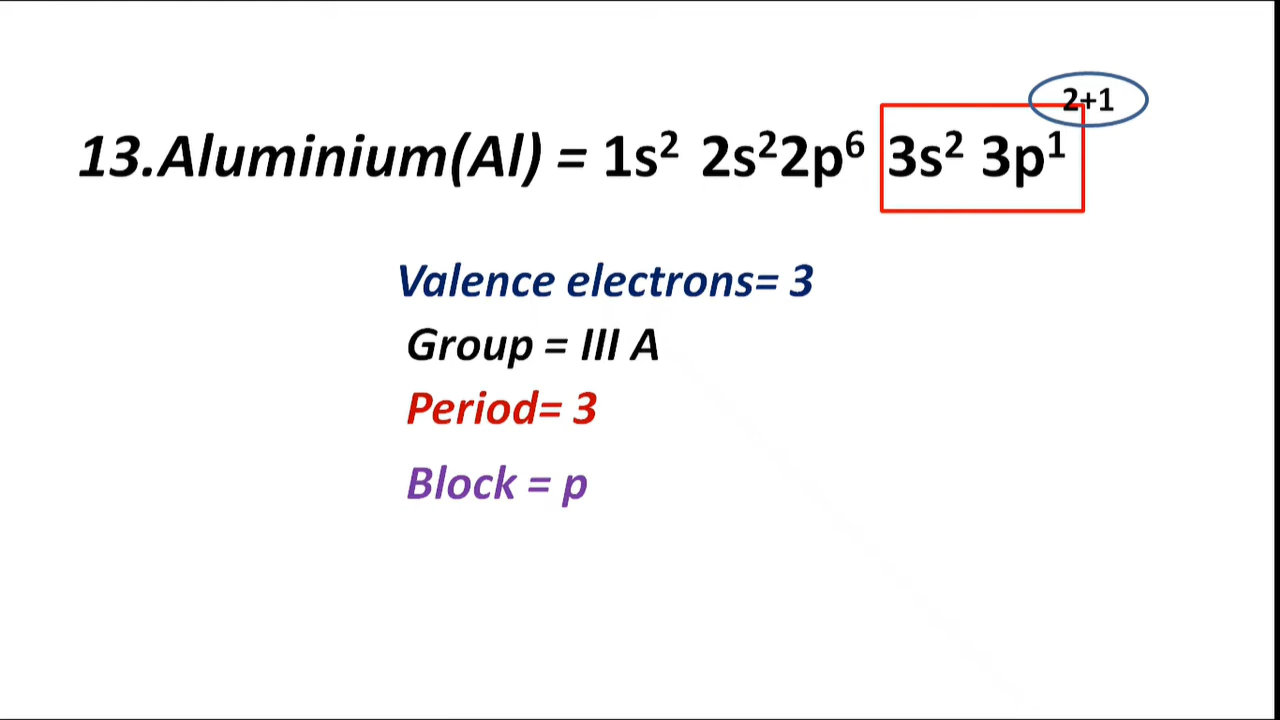 2+1
13.Aluminium(Al) = 1s² 2s²2p⁶ 3s² 3p¹
Valence electrons= 3
Group = III A
Period= 3
Block = p